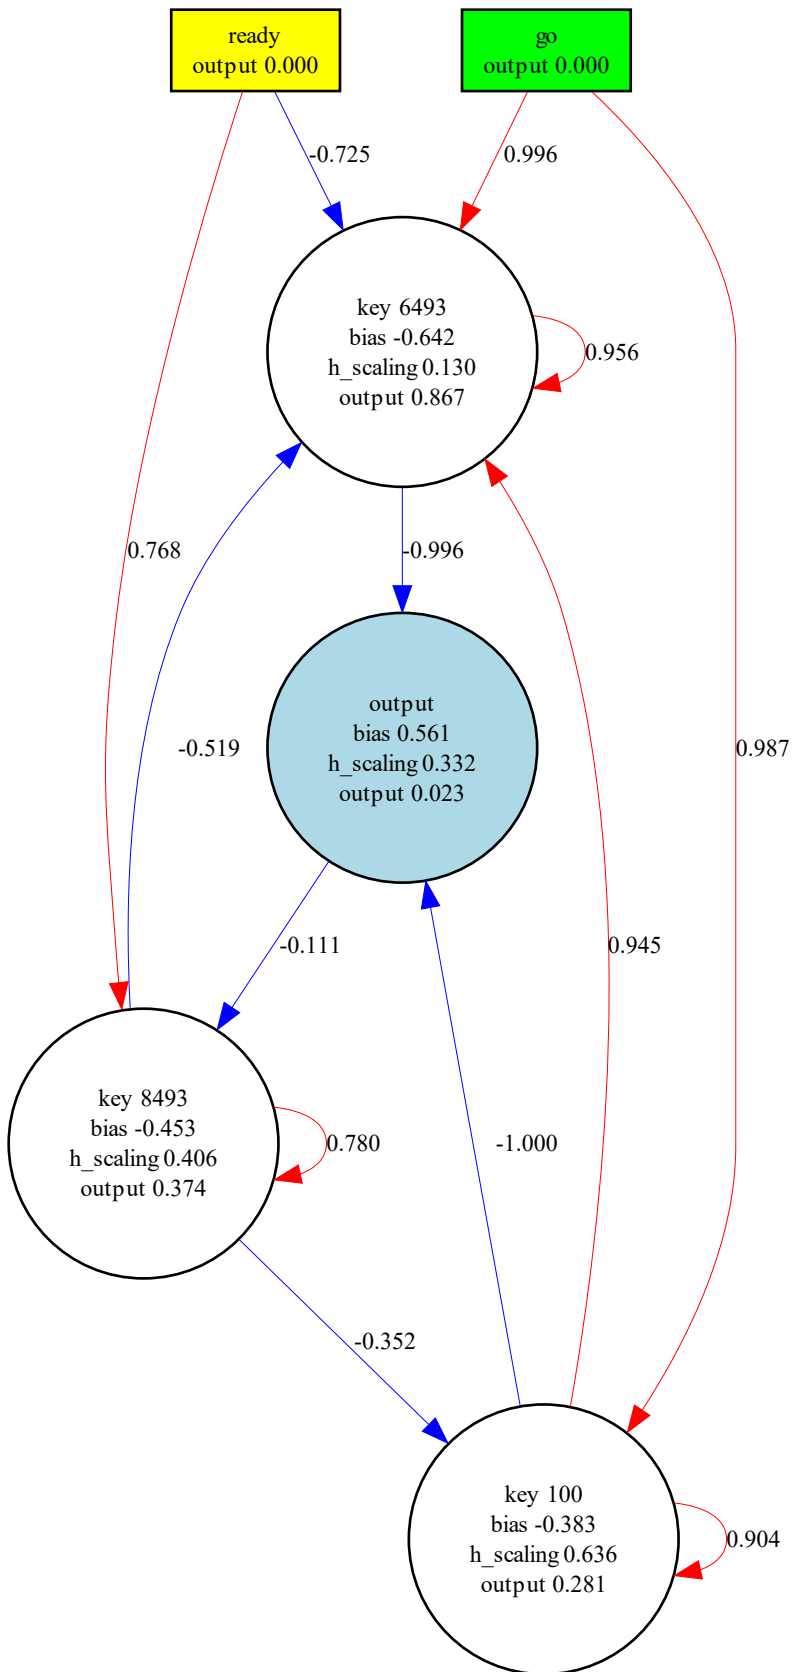 ready
output 0.000
go
output 0.000
-0.725
0.996
key 6493
bias -0.642
h_scaling 0.130
output 0.867
0.956
0.768
-0.996
output
bias 0.561
h_scaling 0.332
output 0.023
-0.519
0.987
-0.111
0.945
key 8493
bias -0.453
h_scaling 0.406
output 0.374
0.780
-1.000
-0.352
key 100
bias -0.383
h_scaling 0.636
output 0.281
0.904